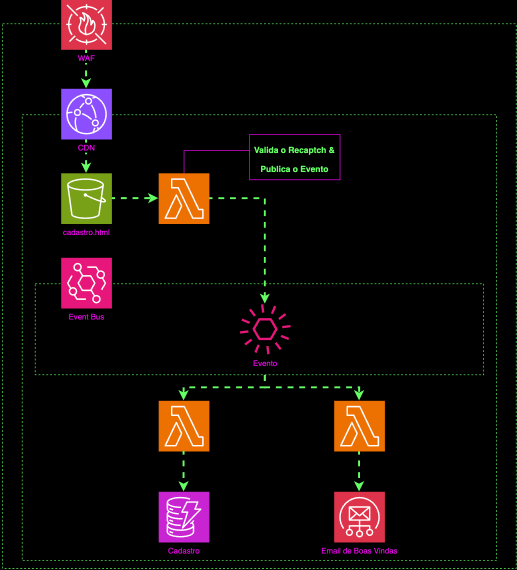 WAF
CDN
Valida o Recaptch &
Publica o Evento
cadastro.html
Event Bus
Evento
Cadastro
Email de Boas Vindas